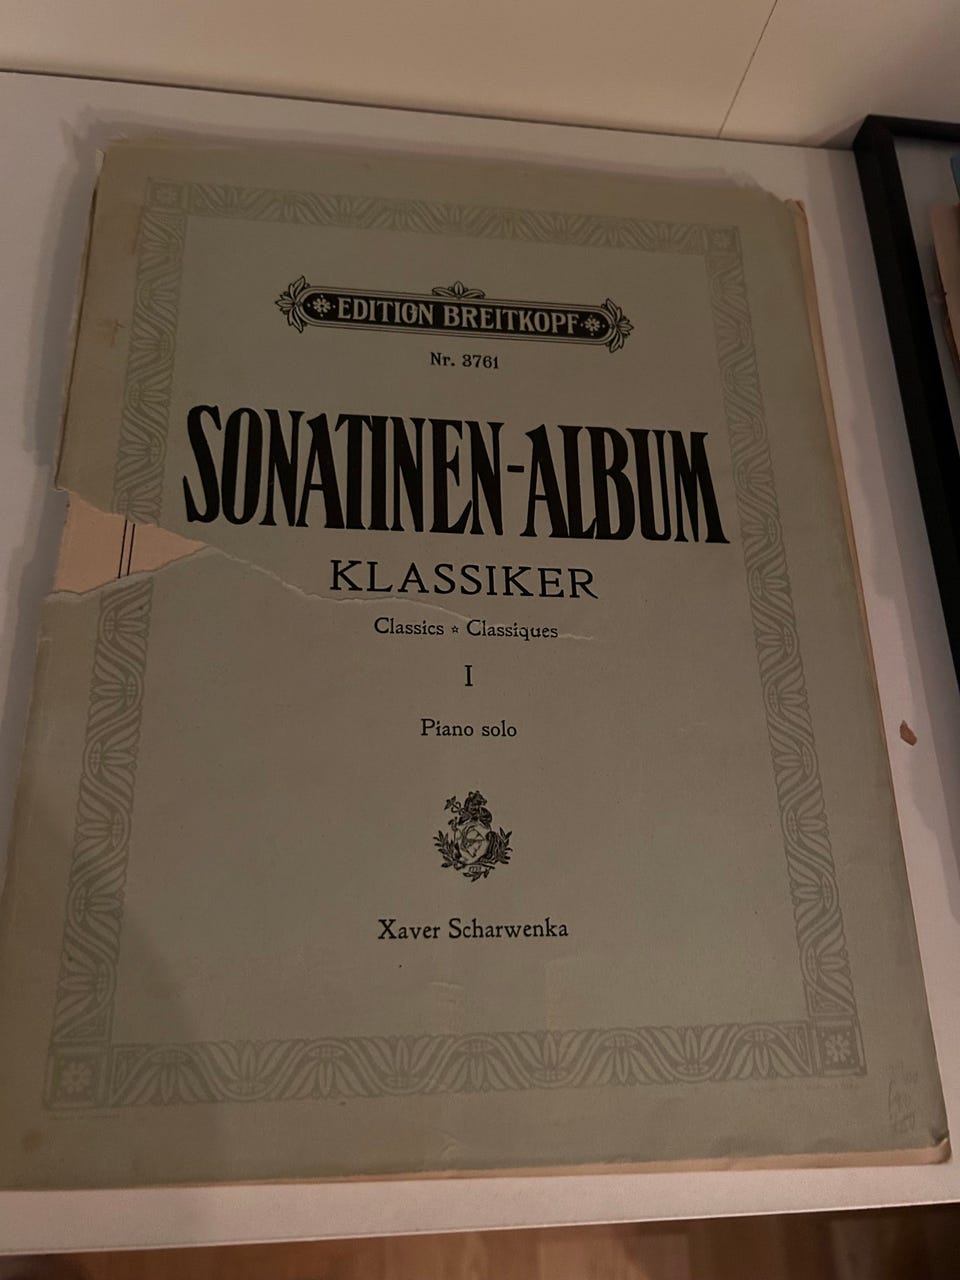 EDITION BREITKOPF
Nr. 3761
SONATINEN-ALBUM
KLASSIKER
Classics ☆ Classiques
I
Piano solo
Xaver Scharwenka